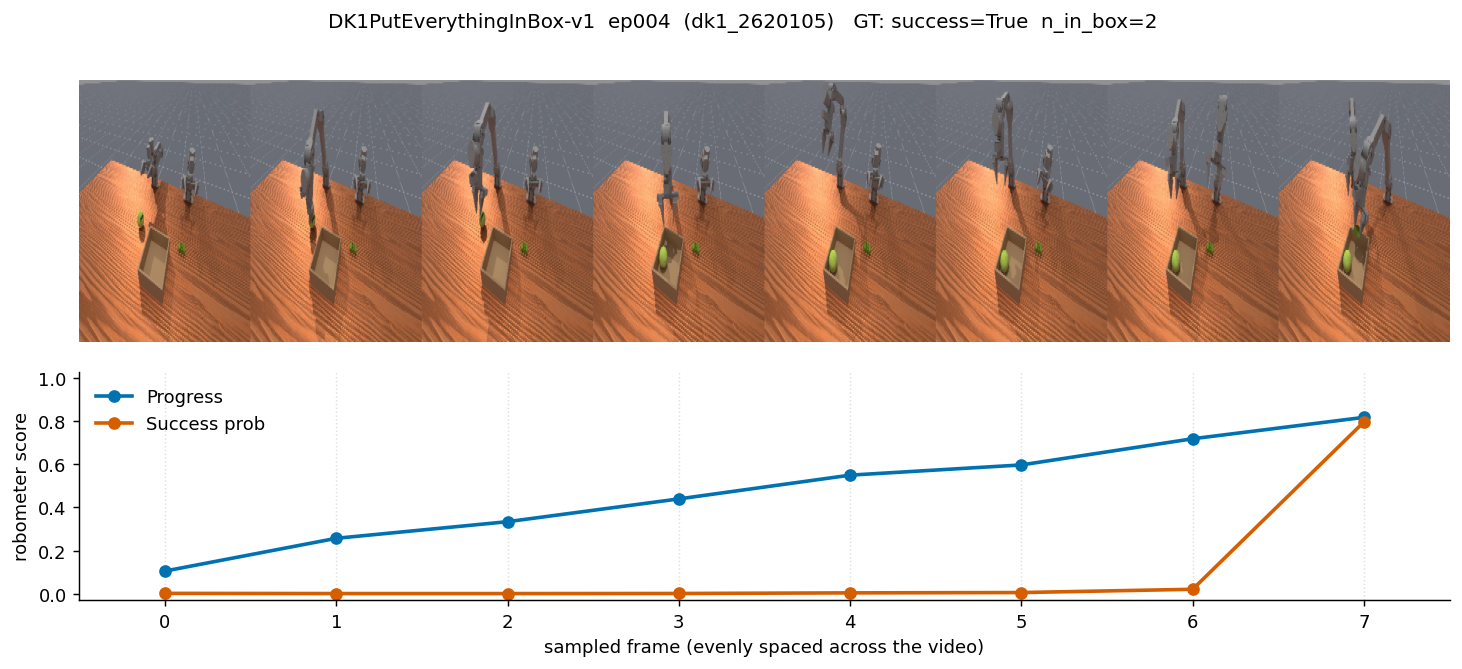 DK1PutEverythingInBox-v1  ep004  (dk1_2620105)   GT: success=True  n_in_box=2
1.0
0.8
0.6
0.4
0.2
0.0
robometer score
Progress
Success prob
0 1 2 3 4 5 6 7
sampled frame (evenly spaced across the video)